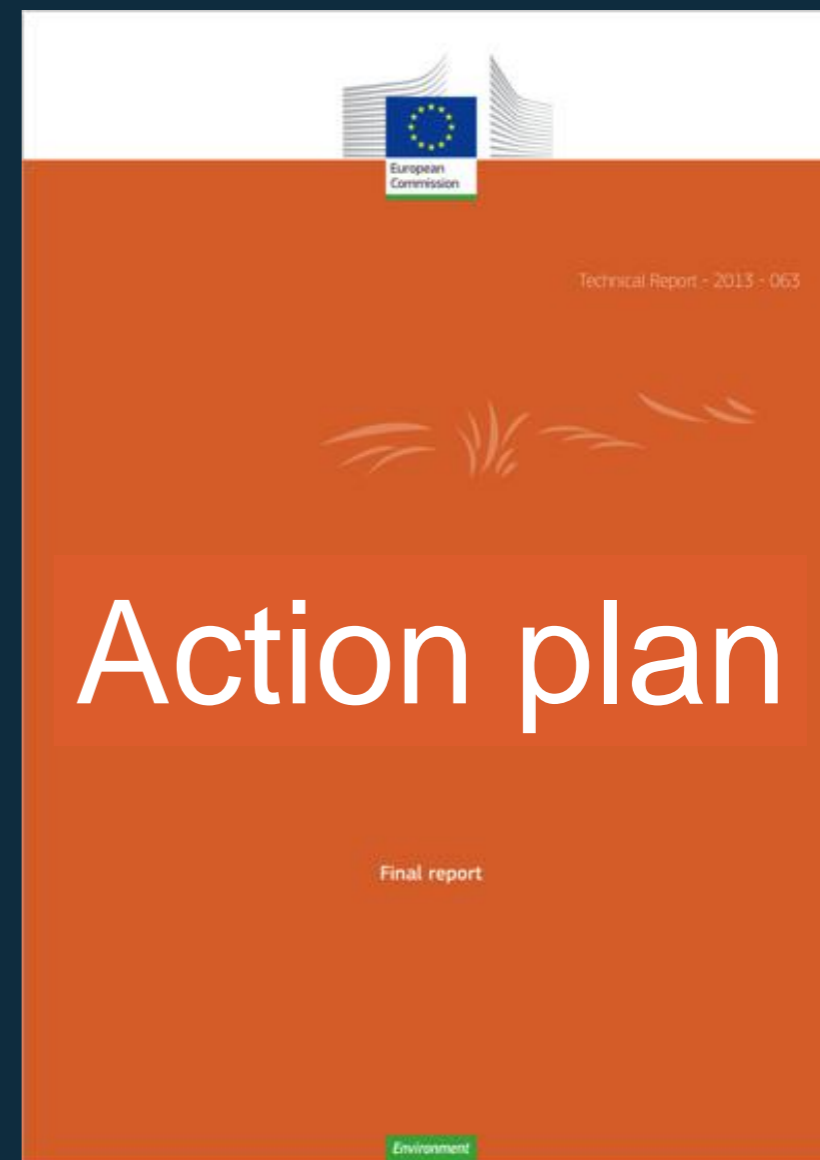 European
Commission
Technical Report - 2013 - 063
Action plan
Final report
Environment